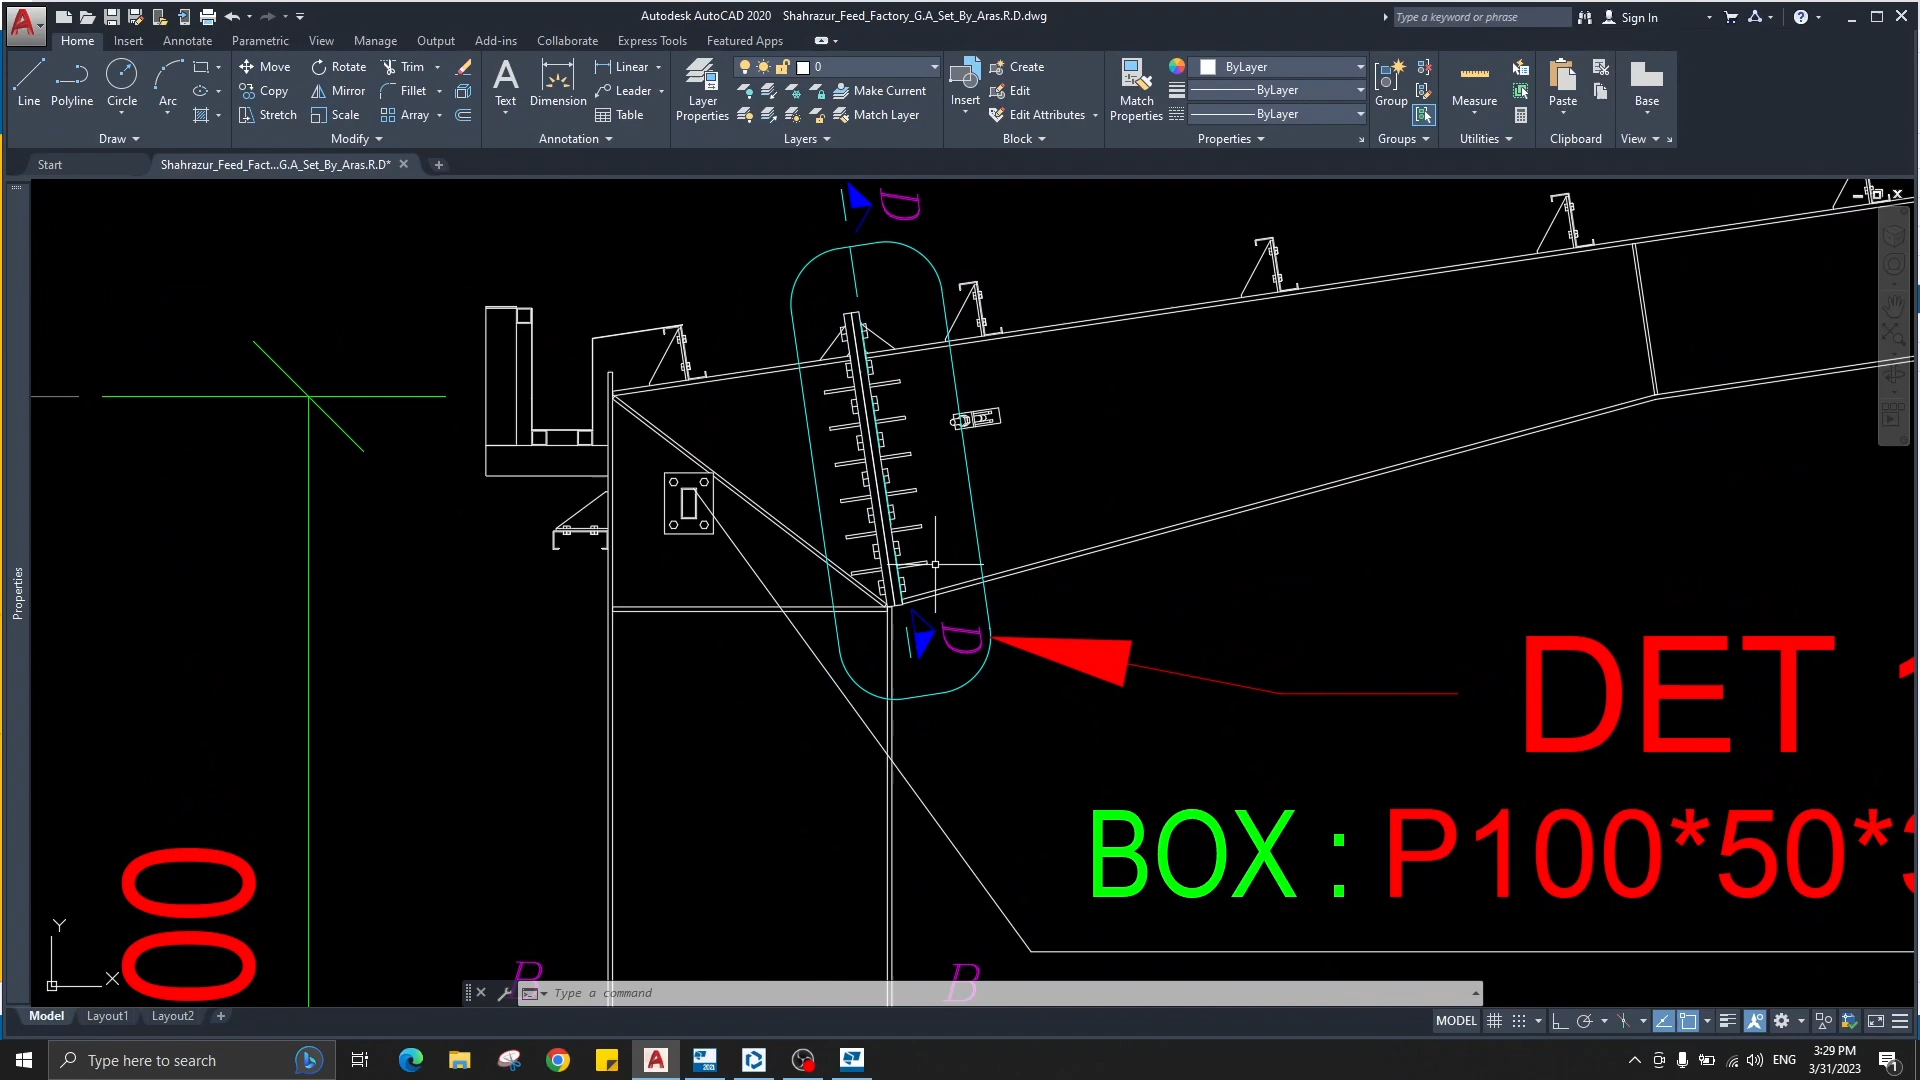 Autodesk AutoCAD 2020 Shahrazur_Feed_Factory_G.A_Set_By_Aras.R.D.dwg
Type a keyword or phrase
Sign In
Home Insert Annotate Parametric View Manage Output Add-ins Collaborate Express Tools Featured Apps
Line Polyline Circle Arc
Move Rotate Trim
Copy Mirror Fillet
Stretch Scale Array
Text Dimension
Linear
Leader
Table
Layer Properties
0
Make Current
Match Layer
Insert
Create
Edit
Edit Attributes
Match Properties
ByLayer
ByLayer
ByLayer
Group
Measure
Paste
Base
Draw Modify Annotation Layers Block Properties Groups Utilities Clipboard View
Start
Shahrazur_Feed_Fact...G.A_Set_By_Aras.R.D*
Properties
D
D
DET
BOX : P100*50*
00
B B
Y
X
Type a command
Model Layout1 Layout2
MODEL
Type here to search
ENG
3:29 PM
3/31/2023
1